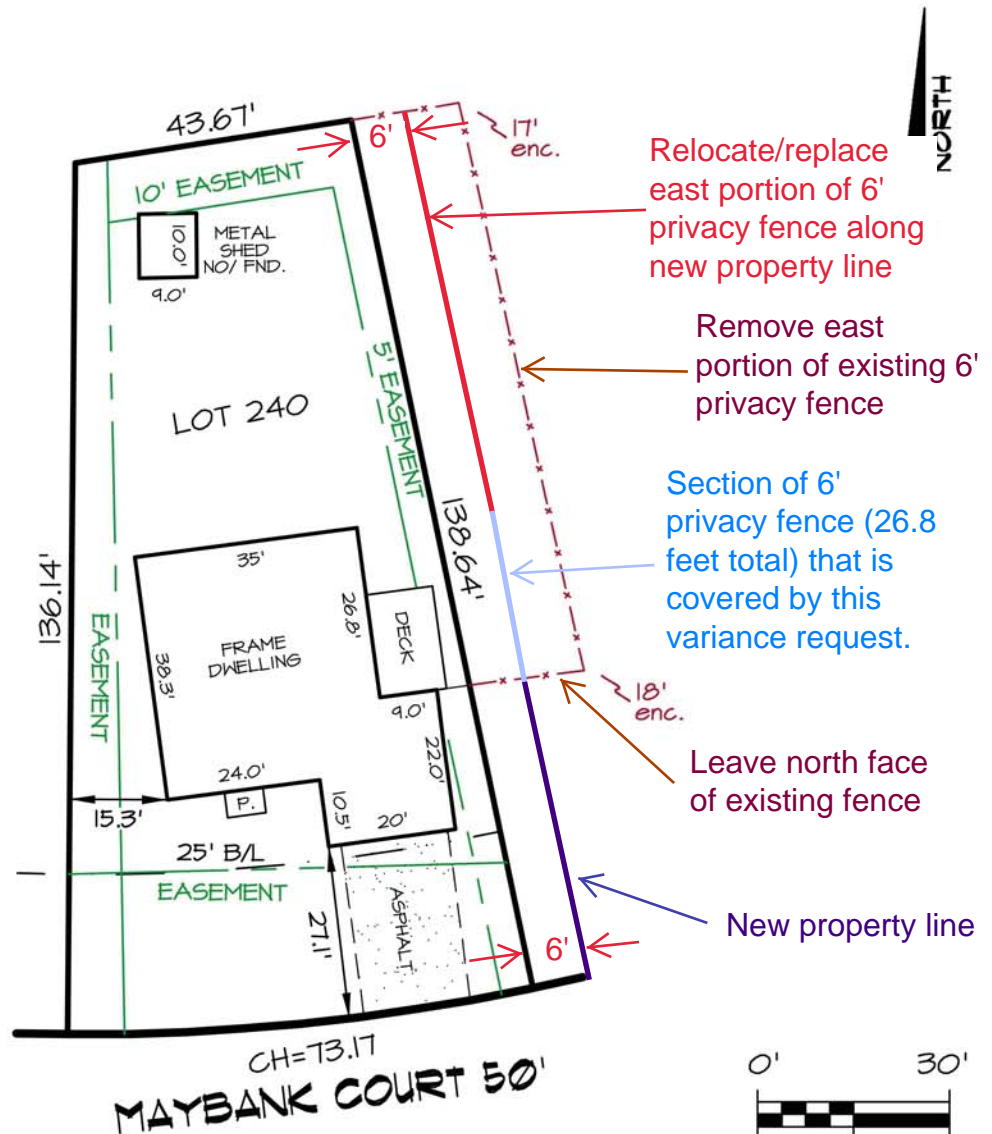 NORTH
43.67'
6'
17'
enc.
Relocate/replace
east portion of 6'
privacy fence along
new property line
10' EASEMENT
10.0'
METAL
SHED
NO/ FND.
9.0'
Remove east
portion of existing 6'
privacy fence
5' EASEMENT
LOT 240
Section of 6'
privacy fence (26.8
feet total) that is
covered by this
variance request.
138.64'
136.14'
35'
26.8'
DECK
FRAME
DWELLING
38.3'
EASEMENT
9.0'
18'
enc.
22.0'
24.0'
P.
10.5'
20'
Leave north face
of existing fence
15.3'
25' B/L
EASEMENT
27.1'
ASPHALT
New property line
6'
CH=73.17
MAYBANK COURT 50'
0'
30'